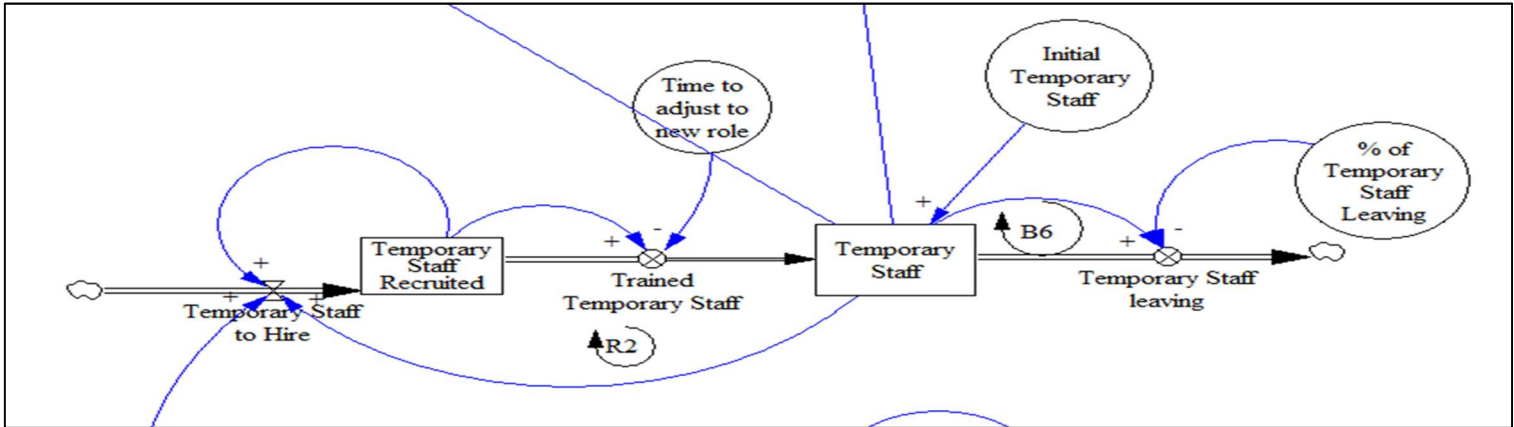 Time to
adjust to
new role
Initial
Temporary
Staff
% of
Temporary
Staff
Leaving
+
+
-
+
B6
+
-
Temporary
Staff
Recruited
Temporary
Staff
+
+
Temporary Staff
to Hire
Trained
Temporary Staff
Temporary Staff
leaving
R2